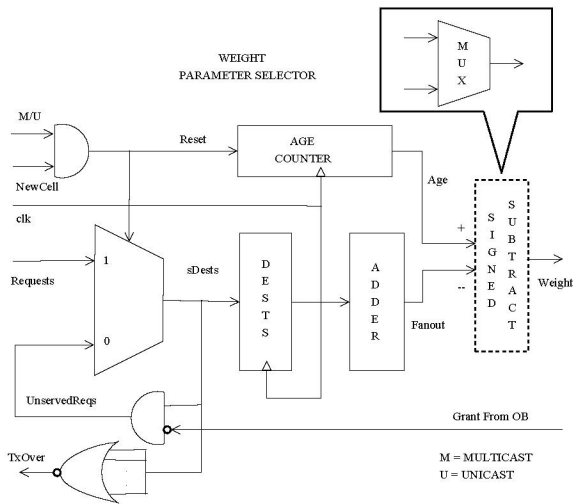 WEIGHT
PARAMETER SELECTOR
M
U
X
M/U
NewCell
Reset
AGE
COUNTER
Age
clk
Requests
1
0
sDests
D
E
S
T
S
A
D
D
E
R
Fanout
+
--
S
I
G
N
E
D
S
U
B
T
R
A
C
T
Weight
UnservedReqs
Grant From OB
TxOver
M = MULTICAST
U = UNICAST